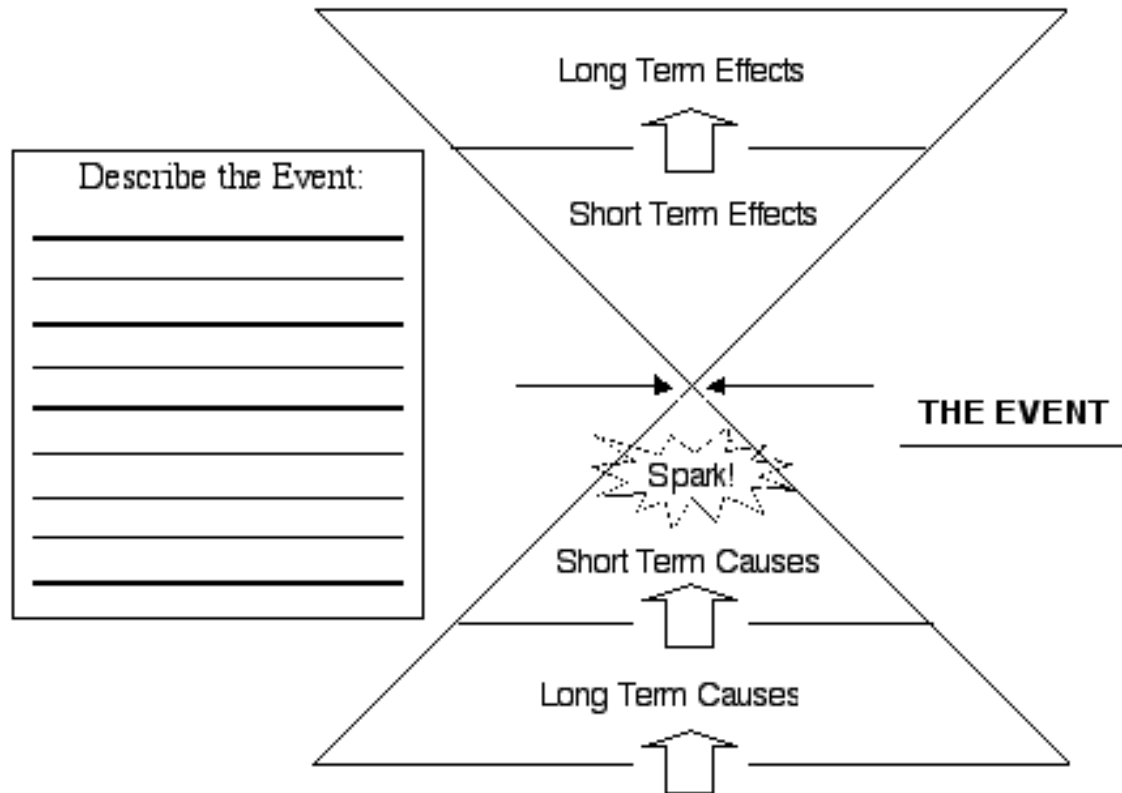 Long Term Effects
Describe the Event:
Short Term Effects
THE EVENT
Spark!
Short Term Causes
Long Term Causes